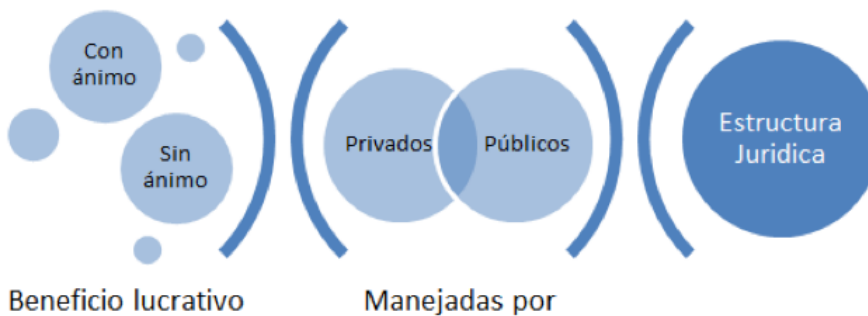 Con
ánimo
Sin
ánimo
Privados
Públicos
Estructura
Juridica
Beneficio lucrativo
Manejadas por